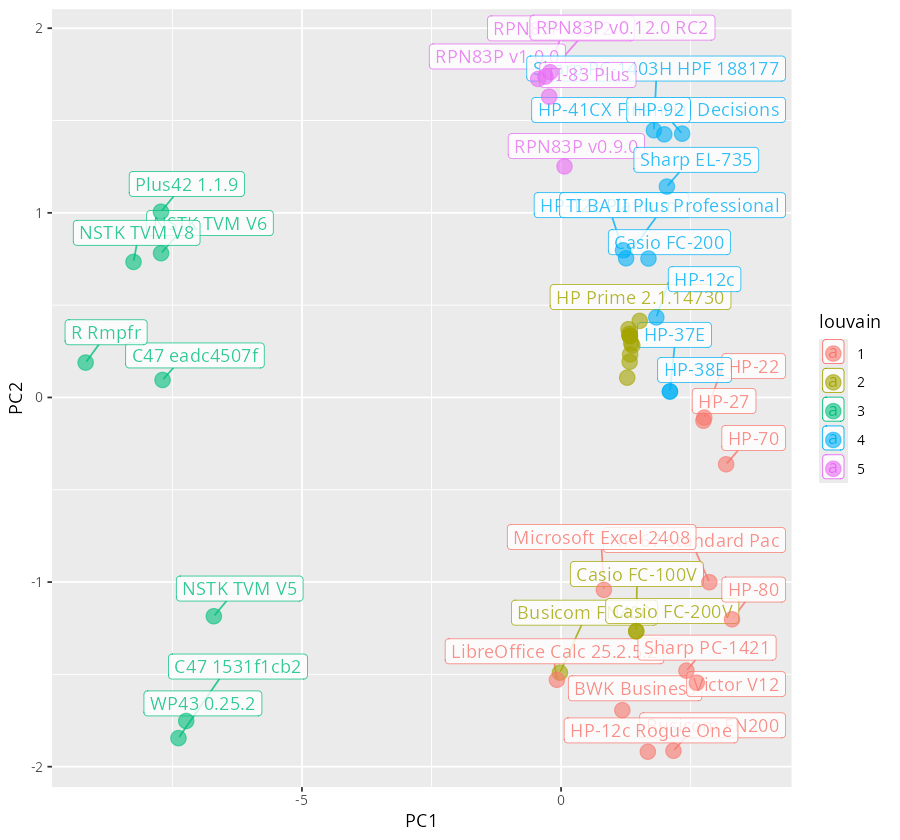 2
1
0
-1
-2
PC2
RPN
RPN83P v0.12.0 RC2
RPN83P v1.0.0
03H HPF 188177
TI-83 Plus
HP-41CX
HP-92
Decisions
RPN83P v0.9.0
Sharp EL-735
Plus42 1.1.9
TVM V6
NSTK TVM V8
TI BA II Plus Professional
Casio FC-200
HP-12c
HP Prime 2.1.14730
HP-37E
R Rmpfr
C47 eadc4507f
HP-22
HP-38E
HP-27
HP-70
Microsoft Excel 2408
ndard Pac
Casio FC-100V
NSTK TVM V5
HP-80
Busicom F
Casio FC-200V
LibreOffice Calc 25.2.5
Sharp PC-1421
C47 1531f1cb2
BWK Busines
Victor V12
WP43 0.25.2
HP-12c Rogue One
N200
-5
0
PC1
louvain
a 1
a 2
a 3
a 4
a 5